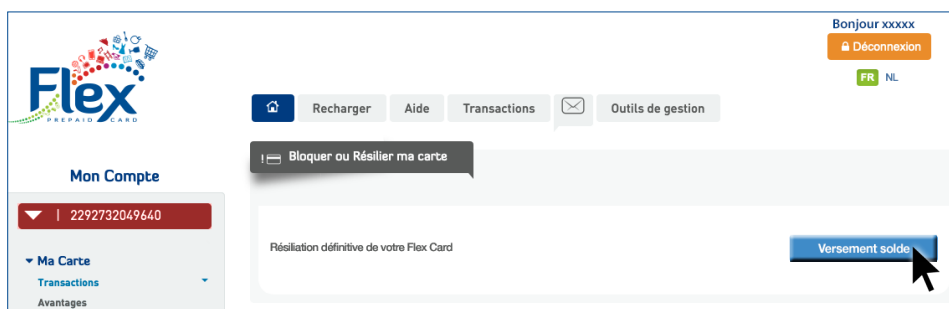 Bonjour xxxxx
Déconnexion
FR NL
Flex
PREPAID CARD
Recharger Aide Transactions Outils de gestion
! Bloquer ou Résilier ma carte
Mon Compte
| 2292732049640
Résiliation définitive de votre Flex Card
Versement solde
Ma Carte
Transactions
Avantages